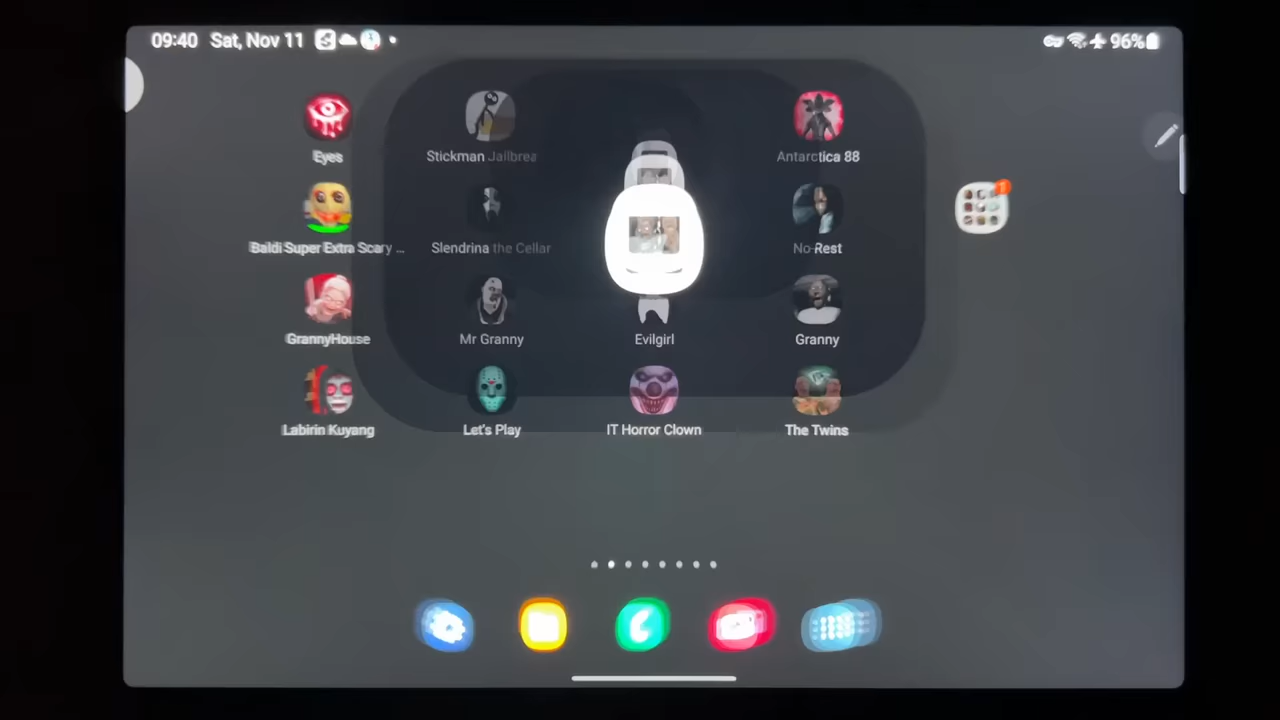 09:40 Sat, Nov 11 96%
Eyes Stickman Jailbrea Antarctica 88
Baldi Super Extra Scary ... Slendrina the Cellar No Rest
GrannyHouse Mr Granny Evilgirl Granny
Labirin Kuyang Let's Play IT Horror Clown The Twins